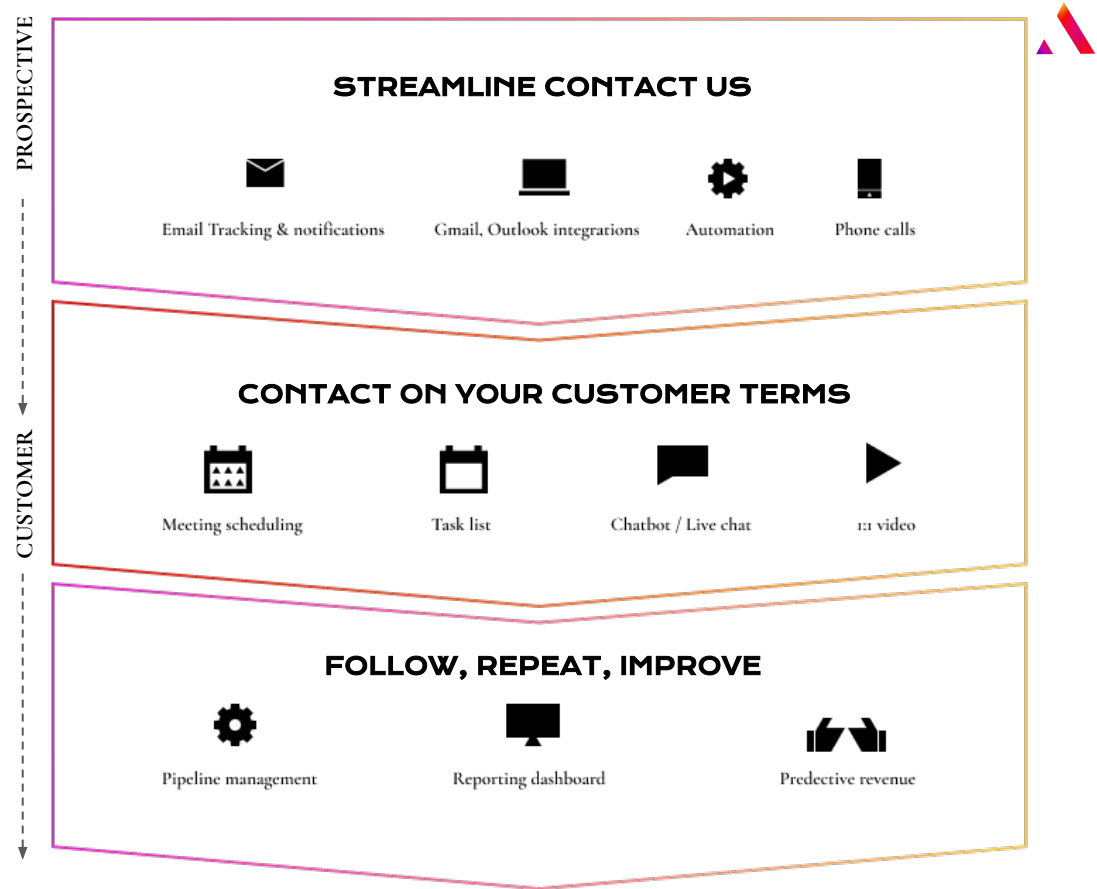 PROSPECTIVE
STREAMLINE CONTACT US
Email Tracking & notifications
Gmail, Outlook integrations
Automation
Phone calls
CUSTOMER
CONTACT ON YOUR CUSTOMER TERMS
Meeting scheduling
Task list
Chatbot / Live chat
1:1 video
FOLLOW, REPEAT, IMPROVE
Pipeline management
Reporting dashboard
Predective revenue